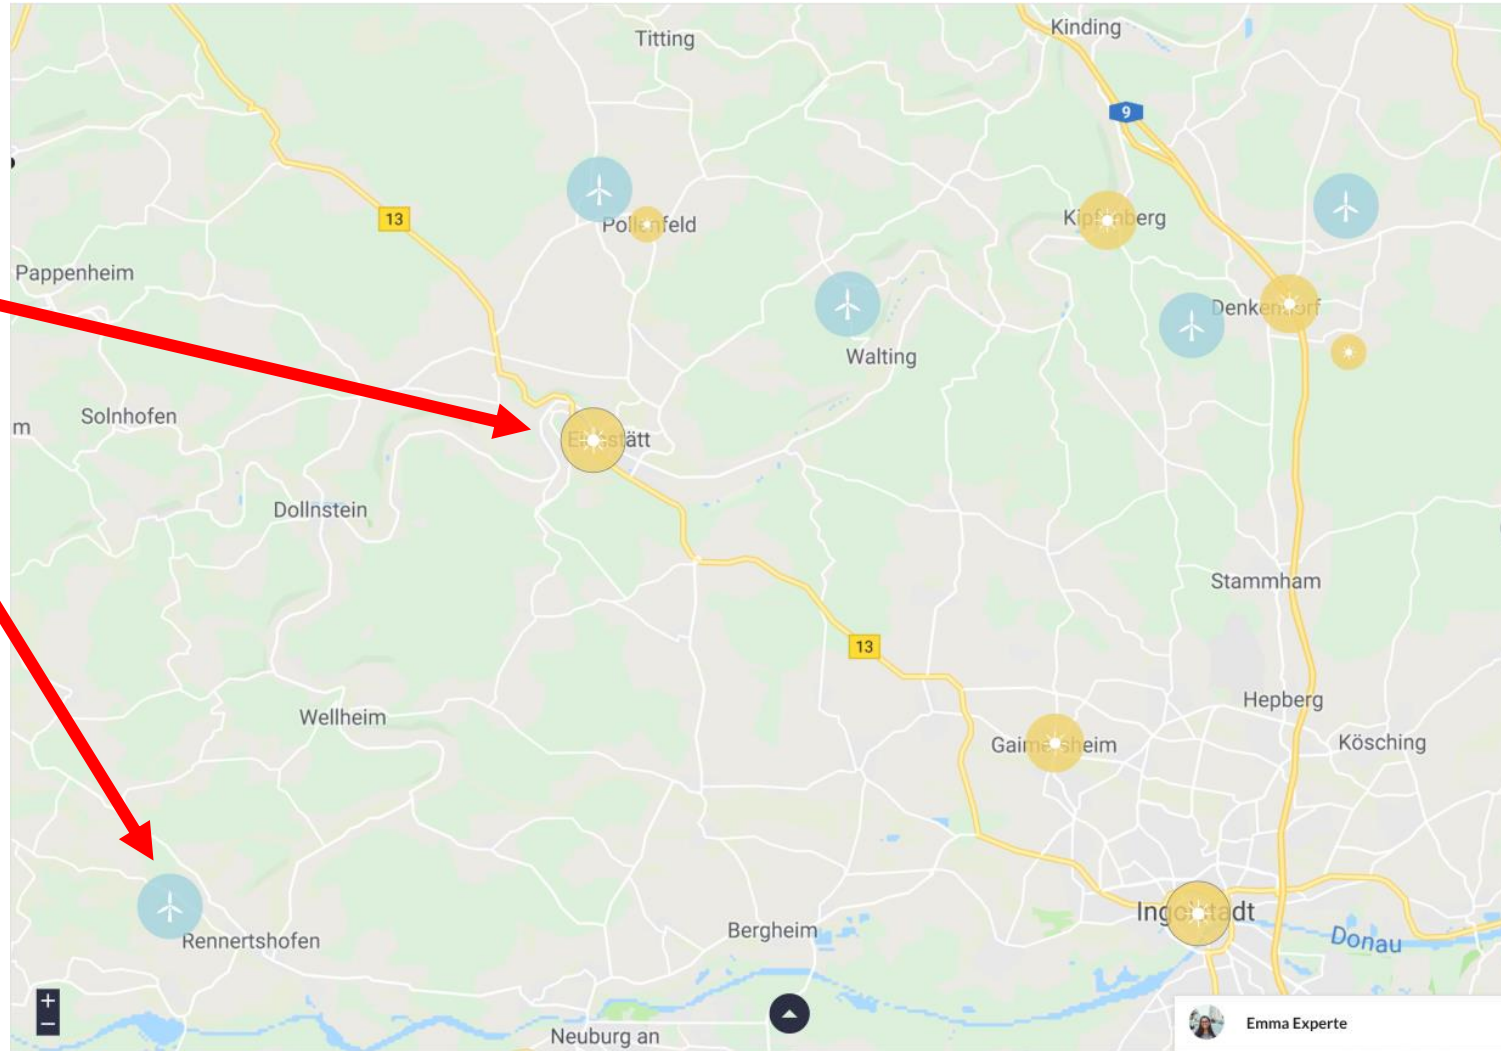 Kinding
Titting
9
13
Pollenfeld
Kipfenberg
Pappenheim
Denkendorf
Walting
Solnhofen
m
Eichstätt
Dollnstein
Stammham
13
Hepberg
Wellheim
Gaimersheim
Kösching
Ingolstadt
Bergheim
Donau
Rennertshofen
+
−
Emma Experte
Neuburg an